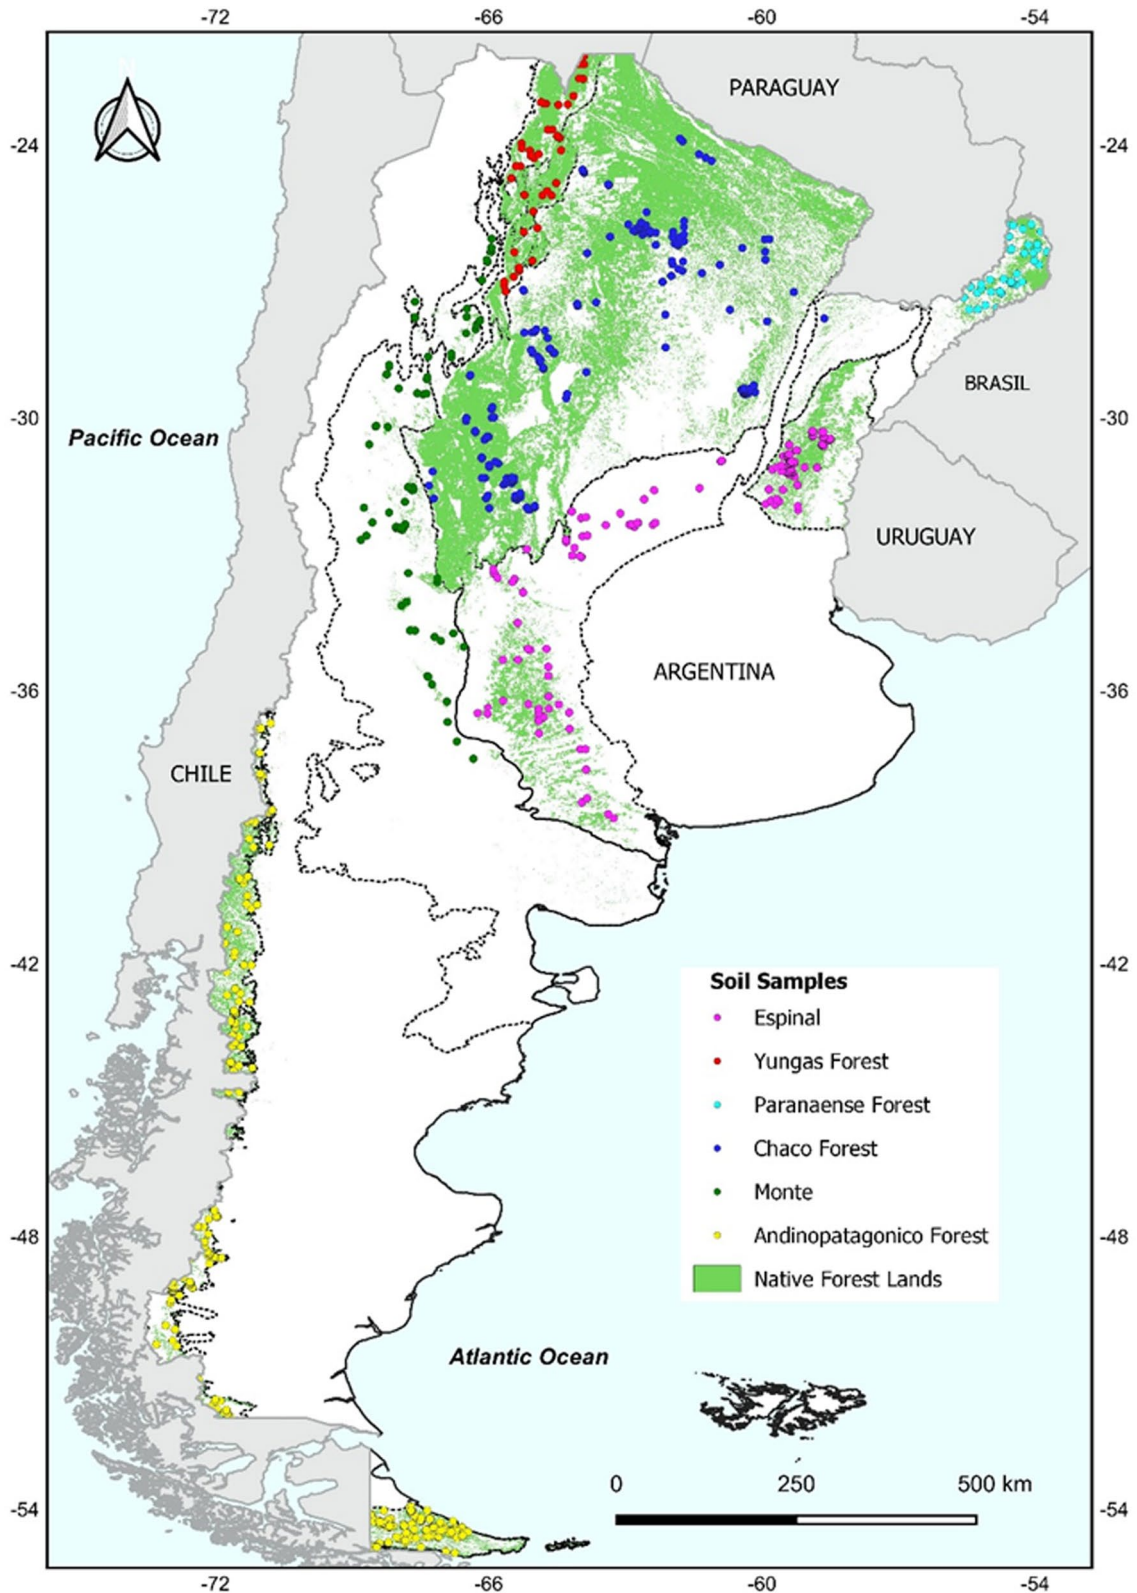 -72 -66 -60 -54
N
PARAGUAY
-24 -24
BRASIL
-30 -30
Pacific Ocean
URUGUAY
ARGENTINA
-36 -36
CHILE
-42 -42
Soil Samples
Espinal
Yungas Forest
Paranaense Forest
Chaco Forest
Monte
Andinopatagonico Forest
Native Forest Lands
-48 -48
Atlantic Ocean
0 250 500 km
-54 -54
-72 -66 -60 -54